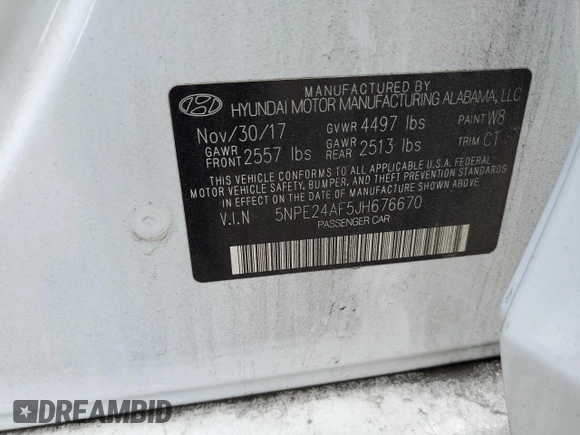 MANUFACTURED BY
HYUNDAI MOTOR MANUFACTURING ALABAMA, LLC
Nov/30/17 GVWR 4497 lbs PAINT W8
GAWR FRONT 2557 lbs GAWR REAR 2513 lbs TRIM CT
THIS VEHICLE CONFORMS TO ALL APPLICABLE U.S.A. FEDERAL
MOTOR VEHICLE SAFETY, BUMPER, AND THEFT PREVENTION STANDARDS
IN EFFECT ON THE DATE OF MANUFACTURE SHOWN ABOVE.
V.I.N 5NPE24AF5JH676670
PASSENGER CAR
DREAMBID